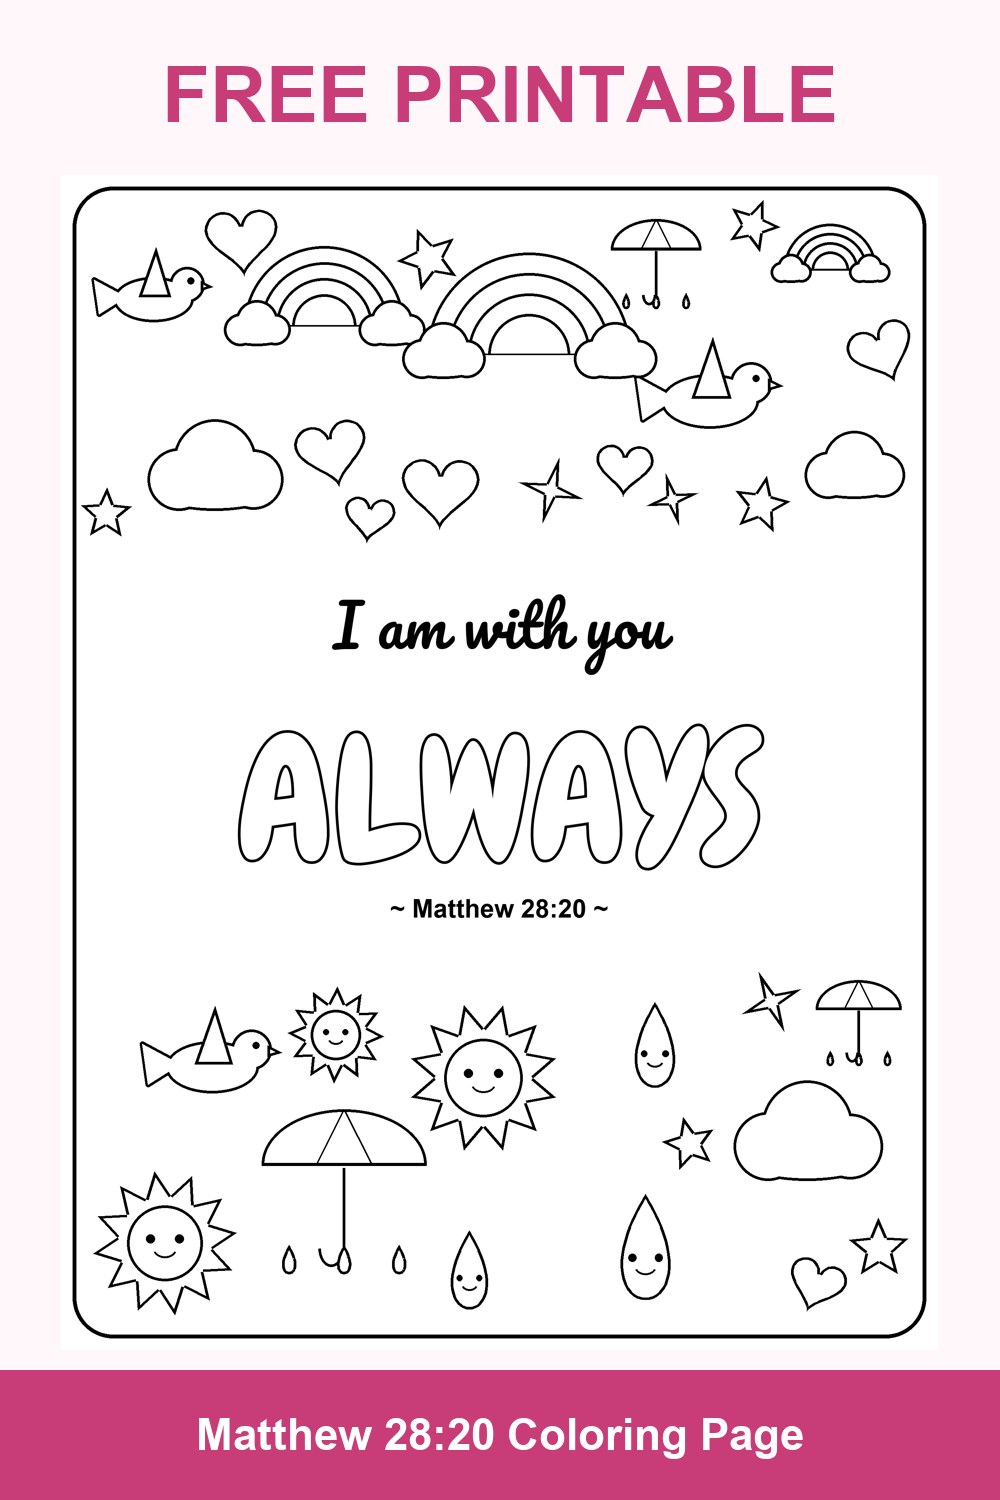 FREE PRINTABLE
I am with you
ALWAYS
~ Matthew 28:20 ~
Matthew 28:20 Coloring Page